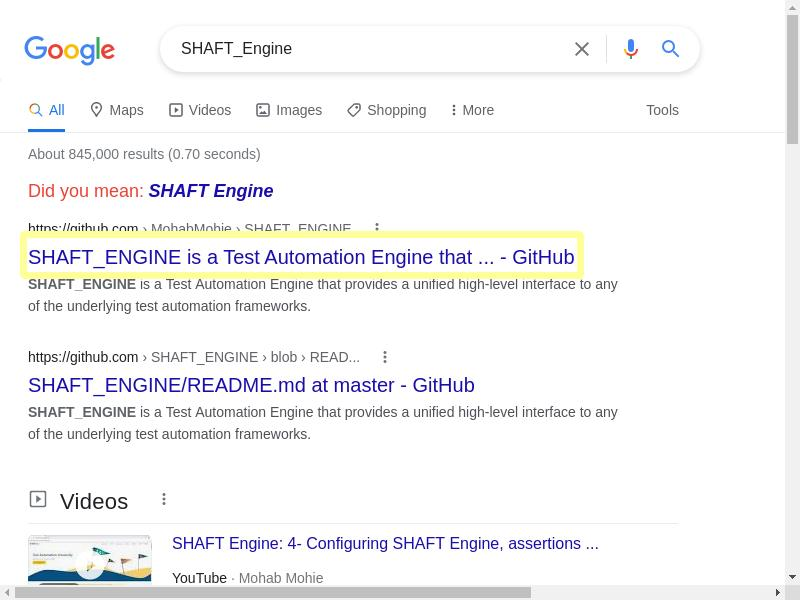 Google
SHAFT_Engine
All Maps Videos Images Shopping More Tools
About 845,000 results (0.70 seconds)
Did you mean: SHAFT Engine
https://github.com › MohabMohie › SHAFT_ENGINE
SHAFT_ENGINE is a Test Automation Engine that ... - GitHub
SHAFT_ENGINE is a Test Automation Engine that provides a unified high-level interface to any
of the underlying test automation frameworks.
https://github.com › SHAFT_ENGINE › blob › READ...
SHAFT_ENGINE/README.md at master - GitHub
SHAFT_ENGINE is a Test Automation Engine that provides a unified high-level interface to any
of the underlying test automation frameworks.
Videos
SHAFT Engine: 4- Configuring SHAFT Engine, assertions ...
YouTube · Mohab Mohie